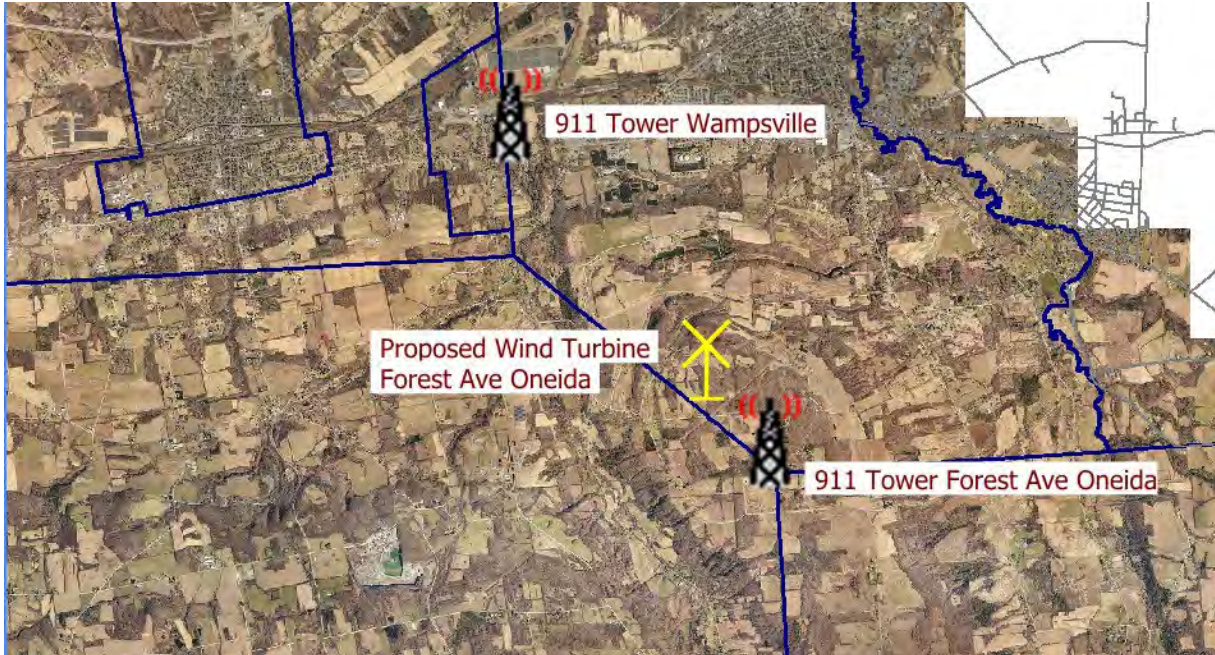 911 Tower Wampsville
Proposed Wind Turbine
Forest Ave Oneida
911 Tower Forest Ave Oneida